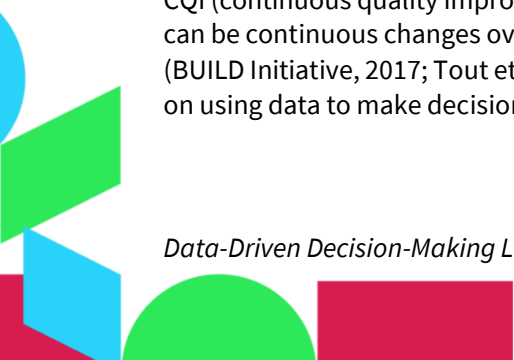 CQI (continuous quality impro
can be continuous changes ov
(BUILD Initiative, 2017; Tout et
on using data to make decision
Data-Driven Decision-Making L